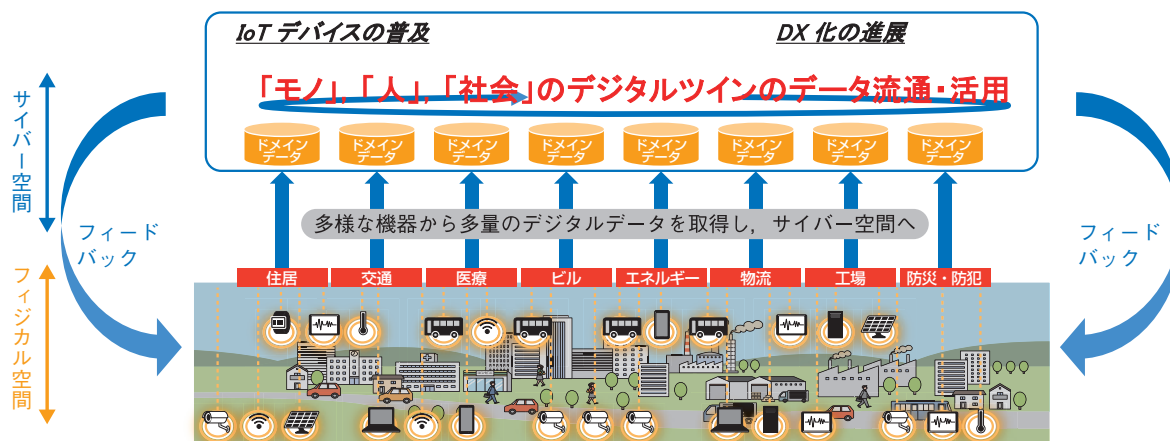 IoT デバイスの普及
DX 化の進展
「モノ」，「人」，「社会」のデジタルツインのデータ流通・活用
ドメイン
データ
ドメイン
データ
ドメイン
データ
ドメイン
データ
ドメイン
データ
ドメイン
データ
ドメイン
データ
ドメイン
データ
多様な機器から多量のデジタルデータを取得し，サイバー空間へ
サイバー空間
フィード
バック
フィジカル空間
フィード
バック
住居
交通
医療
ビル
エネルギー
物流
工場
防災・防犯